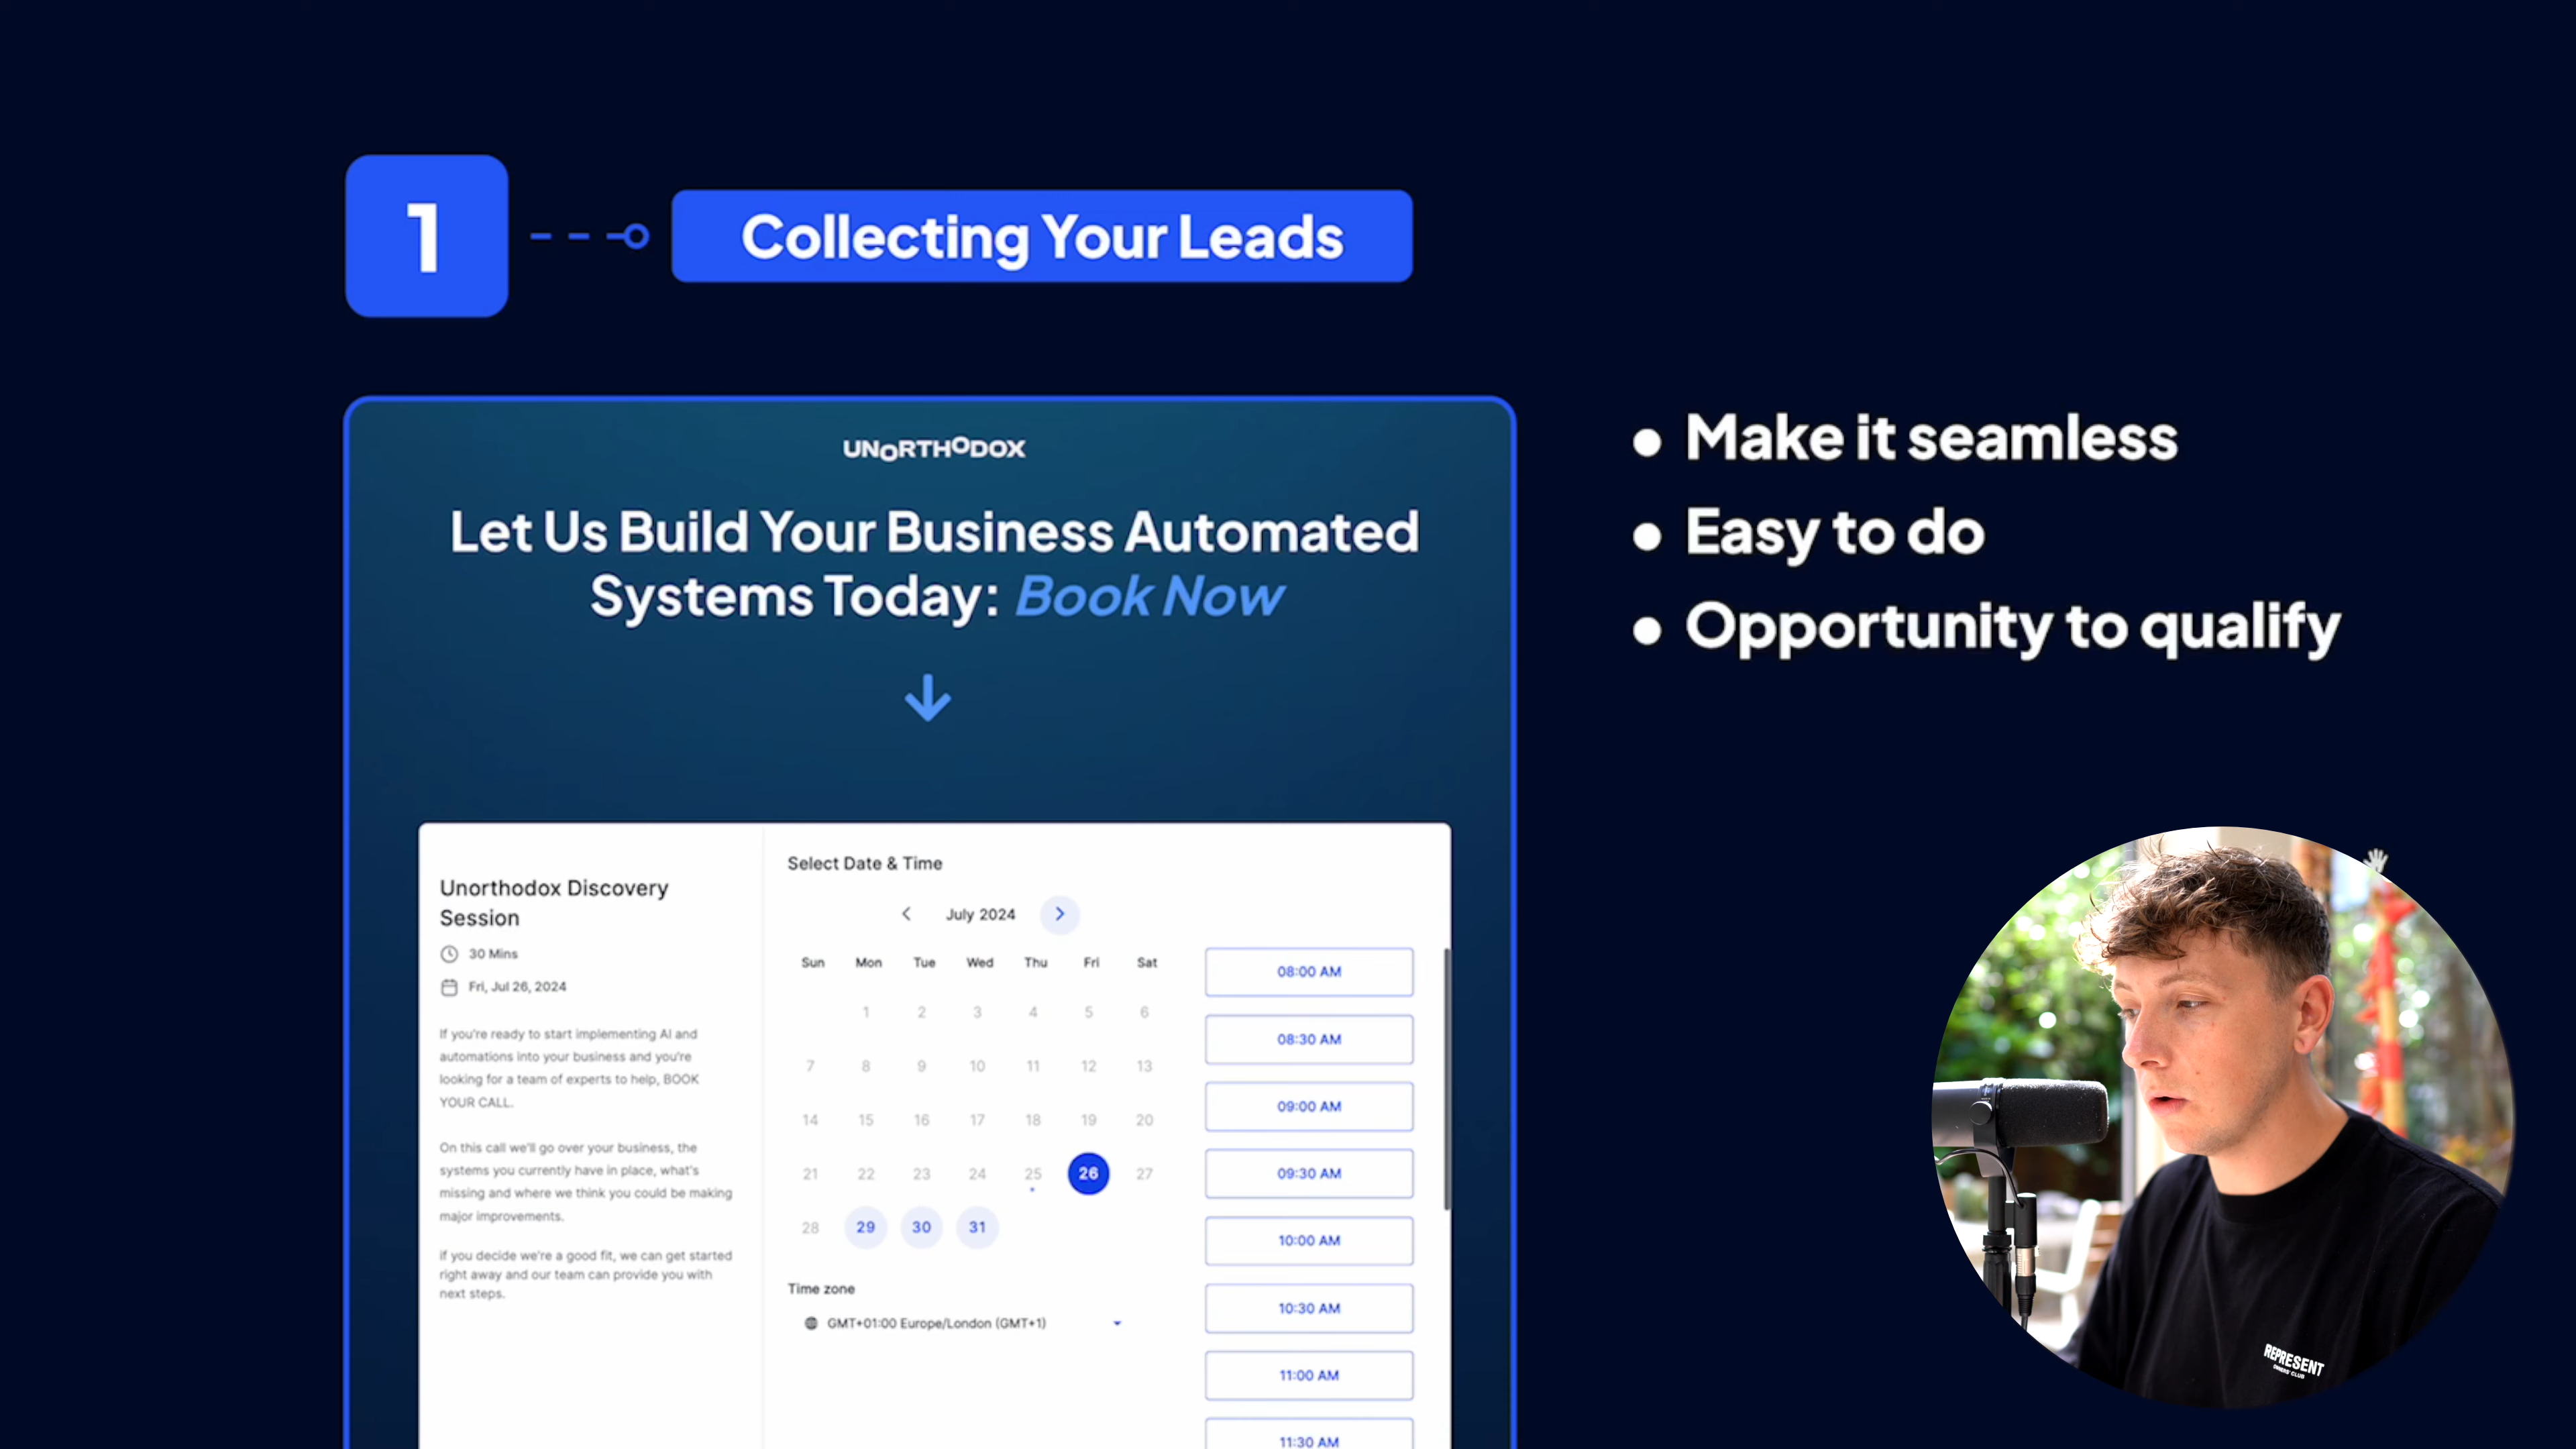 1
Collecting Your Leads
UNORTHODOX
Let Us Build Your Business Automated
Systems Today: Book Now
Make it seamless
Easy to do
Opportunity to qualify
Unorthodox Discovery
Session
30 Mins
Fri, Jul 26, 2024
If you're ready to start implementing AI and
automations into your business and you're
looking for a team of experts to help, BOOK
YOUR CALL.
On this call we'll go over your business, the
systems you currently have in place, what's
missing and where we think you could be making
major improvements.
if you decide we're a good fit, we can get started
right away and our team can provide you with
next steps.
Select Date & Time
July 2024
Sun Mon Tue Wed Thu Fri Sat
1 2 3 4 5 6
7 8 9 10 11 12 13
14 15 16 17 18 19 20
21 22 23 24 25 26 27
28 29 30 31
Time zone
GMT+01:00 Europe/London (GMT+1)
08:00 AM
08:30 AM
09:00 AM
09:30 AM
10:00 AM
10:30 AM
11:00 AM
11:30 AM
REPRESENT
OWNERS' CLUB